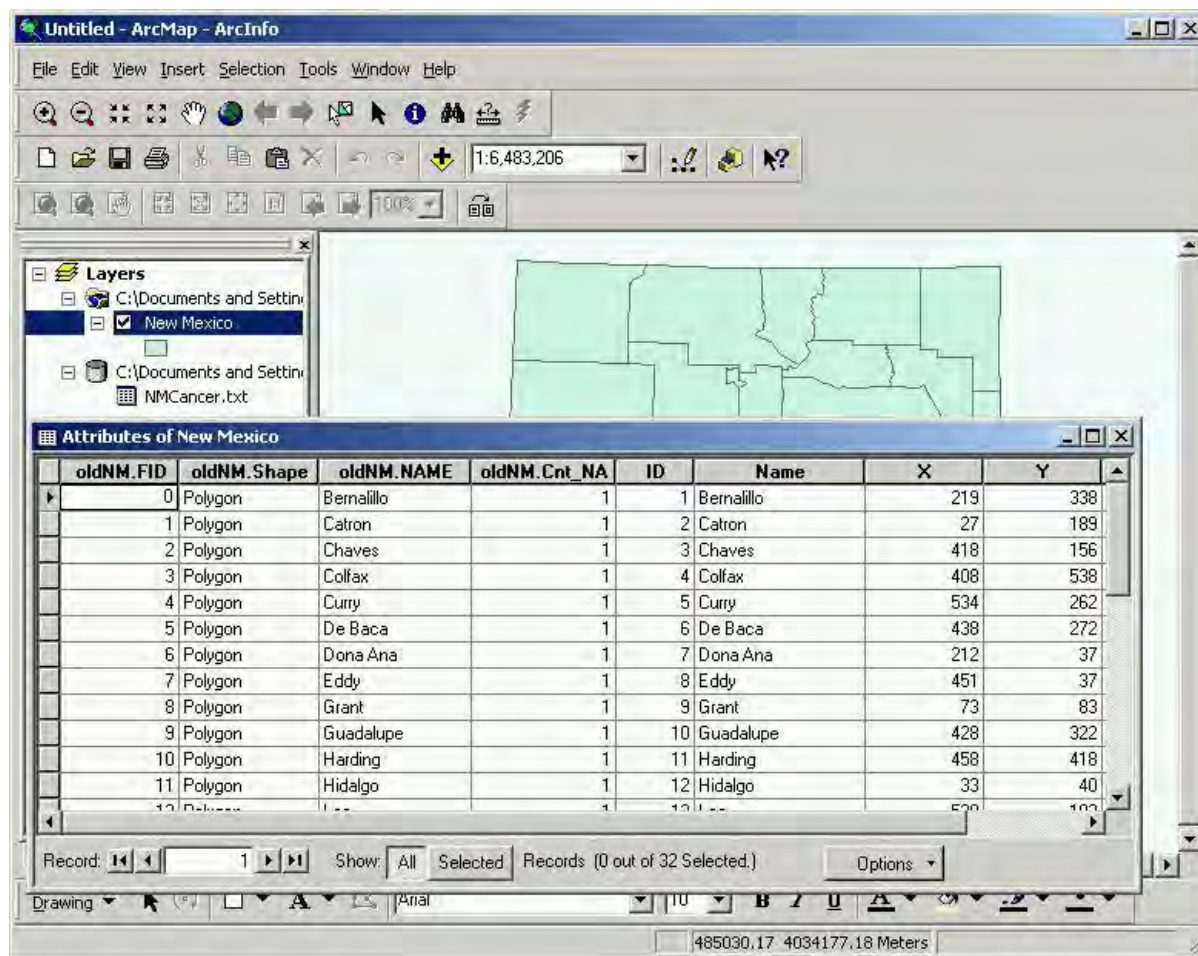 Untitled - ArcMap - ArcInfo
File Edit View Insert Selection Tools Window Help
1:6,483,206
100%
Layers
C:\Documents and Settin
New Mexico
C:\Documents and Settin
NMCancer.txt
Attributes of New Mexico
oldNM.FID oldNM.Shape oldNM.NAME oldNM.Cnt_NA ID Name X Y
0 Polygon Bernalillo 1 1 Bernalillo 219 338
1 Polygon Catron 1 2 Catron 27 189
2 Polygon Chaves 1 3 Chaves 418 156
3 Polygon Colfax 1 4 Colfax 408 538
4 Polygon Curry 1 5 Curry 534 262
5 Polygon De Baca 1 6 De Baca 438 272
6 Polygon Dona Ana 1 7 Dona Ana 212 37
7 Polygon Eddy 1 8 Eddy 451 37
8 Polygon Grant 1 9 Grant 73 83
9 Polygon Guadalupe 1 10 Guadalupe 428 322
10 Polygon Harding 1 11 Harding 458 418
11 Polygon Hidalgo 1 12 Hidalgo 33 40
Record: 1 Show: All Selected Records (0 out of 32 Selected.) Options
Drawing A Arial 10 B I U A
485030.17 4034177.18 Meters